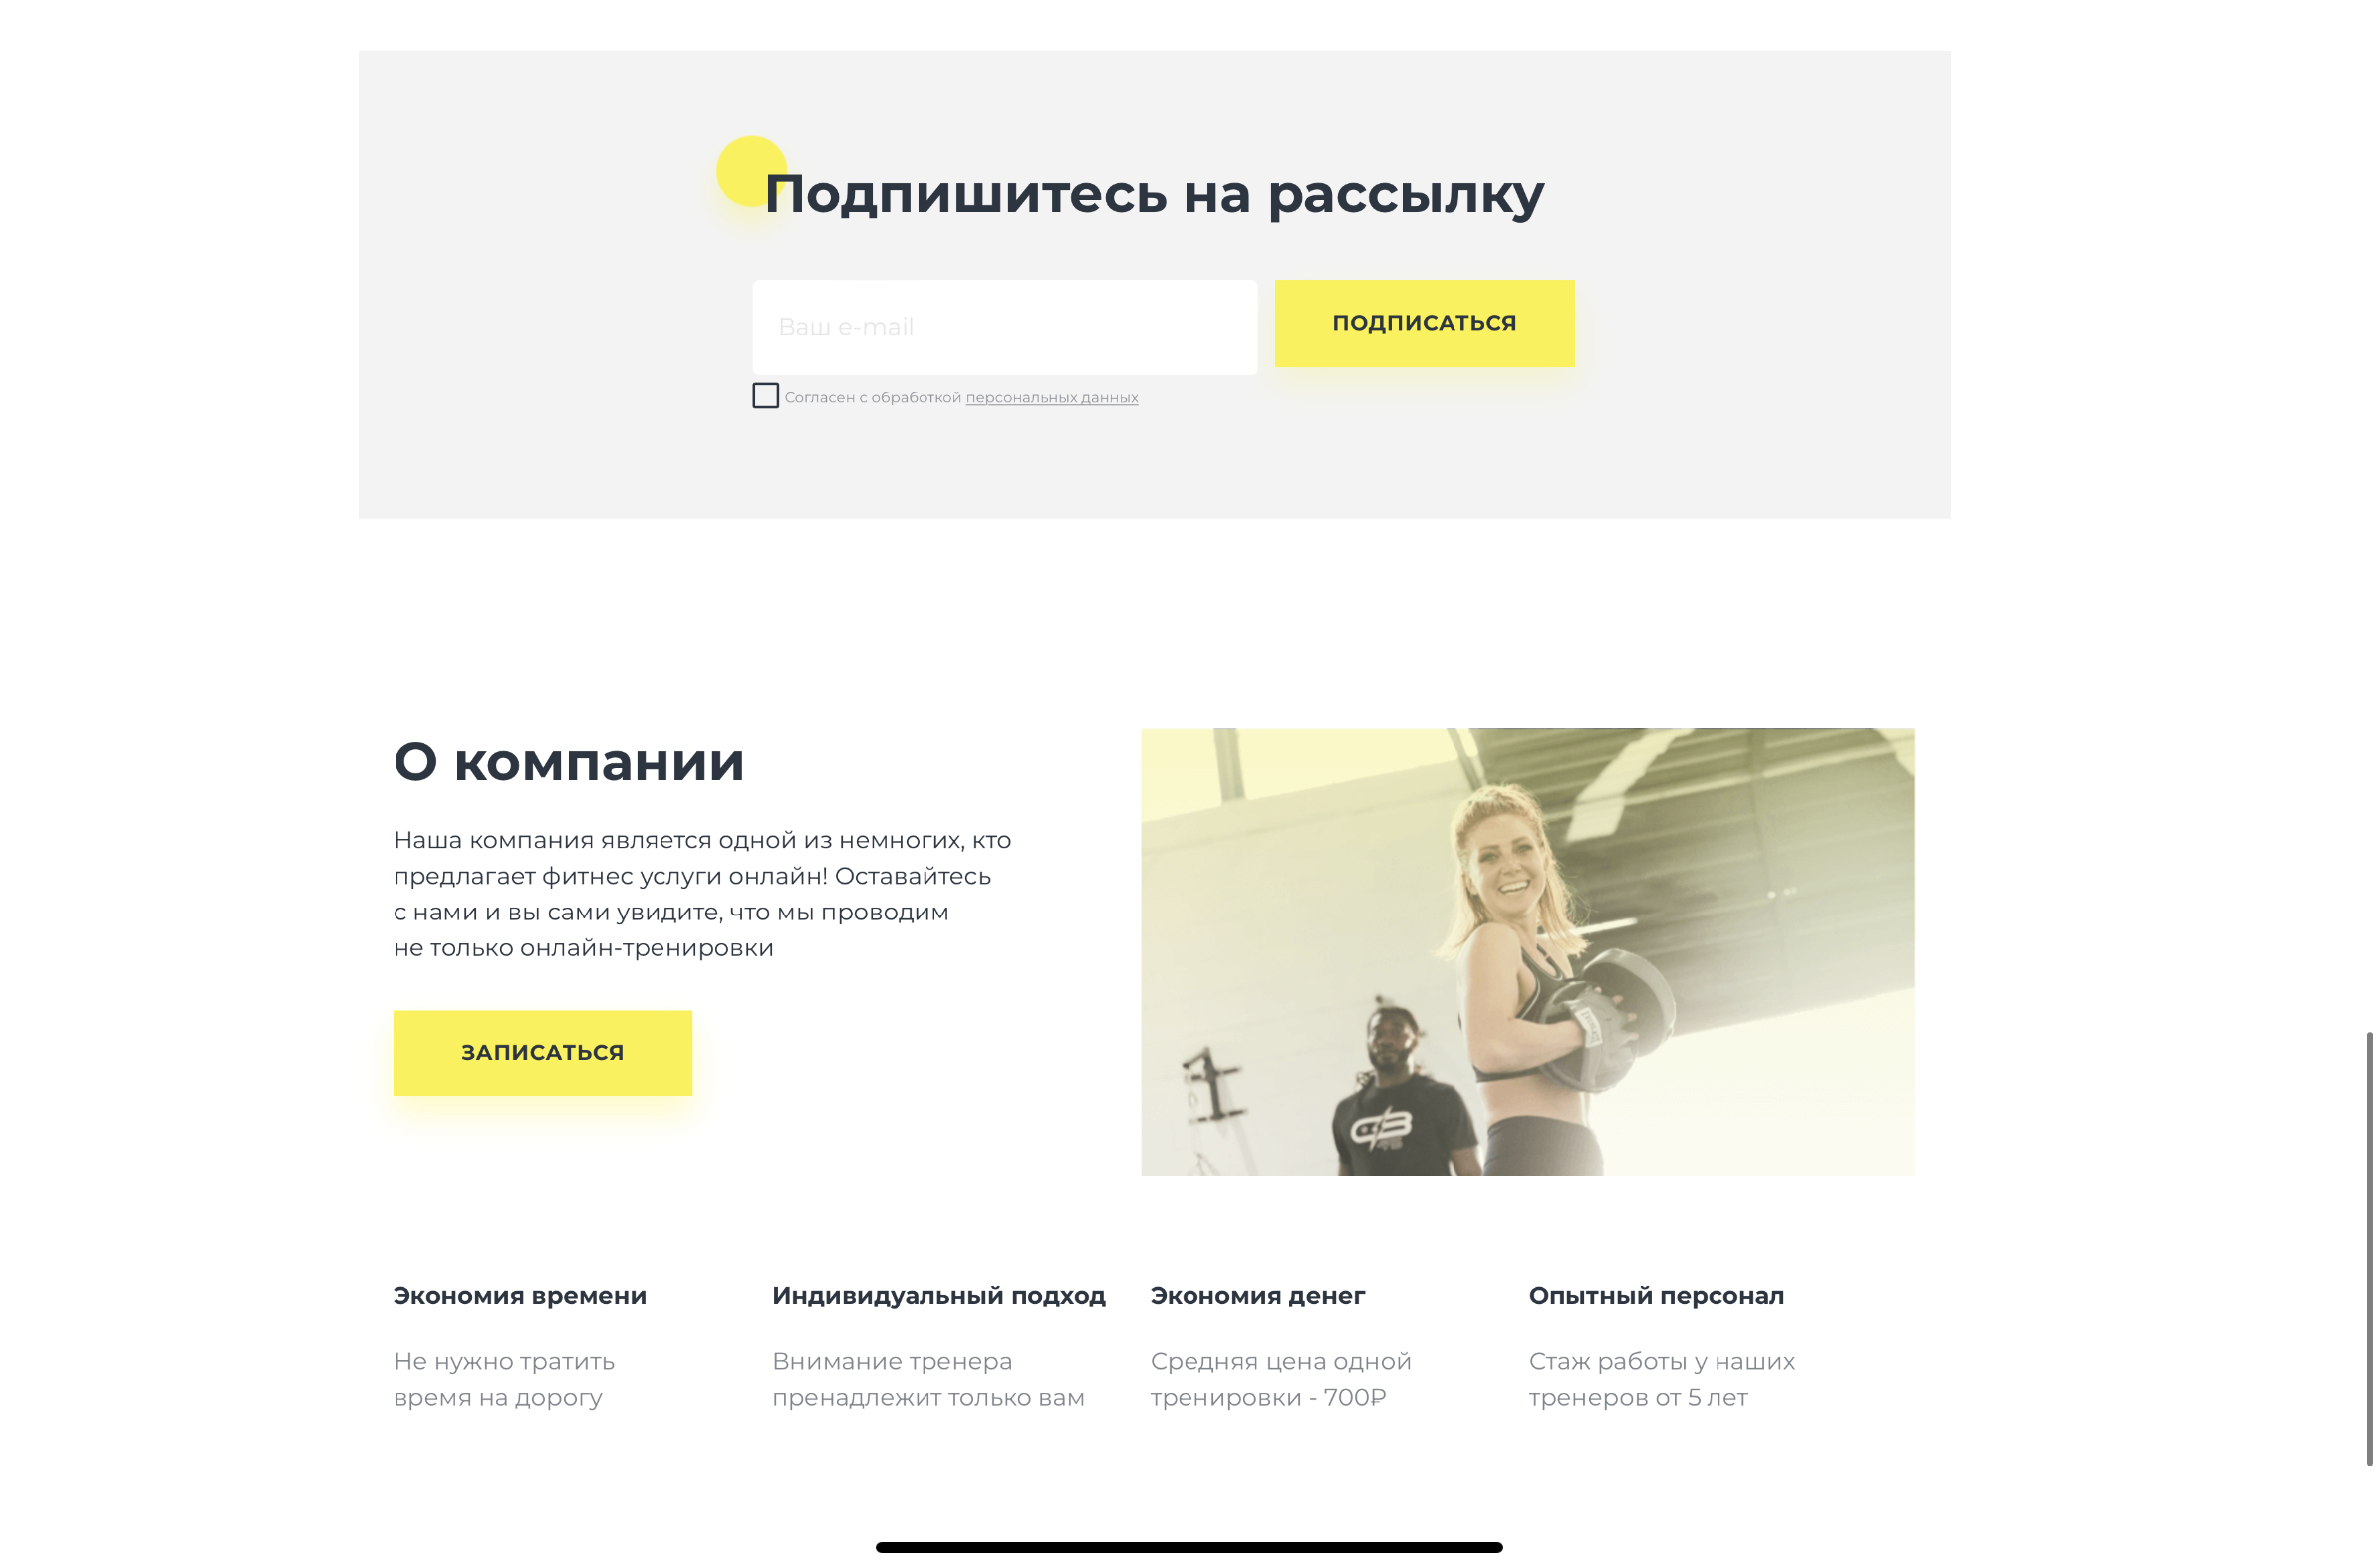 Подпишитесь на рассылку
Ваш e-mail
ПОДПИСАТЬСЯ
Согласен с обработкой персональных данных
О компании
Наша компания является одной из немногих, кто
предлагает фитнес услуги онлайн! Оставайтесь
с нами и вы сами увидите, что мы проводим
не только онлайн-тренировки
ЗАПИСАТЬСЯ
Экономия времени
Не нужно тратить
время на дорогу
Индивидуальный подход
Внимание тренера
пренадлежит только вам
Экономия денег
Средняя цена одной
тренировки - 700₽
Опытный персонал
Стаж работы у наших
тренеров от 5 лет